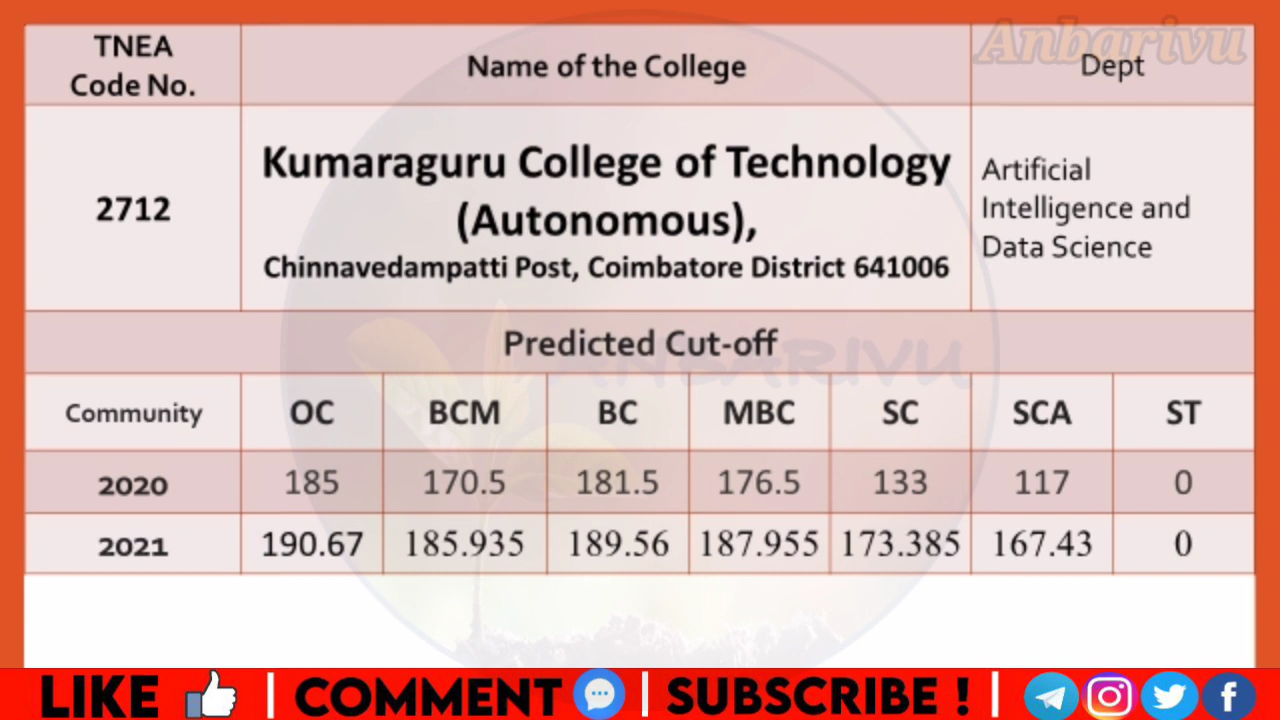 Anbarivu
TNEA
Code No.
Name of the College
Dept
2712
Kumaraguru College of Technology
(Autonomous),
Chinnavedampatti Post, Coimbatore District 641006
Artificial
Intelligence and
Data Science
Predicted Cut-off
ANBARIVU
Community OC BCM BC MBC SC SCA ST
2020 185 170.5 181.5 176.5 133 117 0
2021 190.67 185.935 189.56 187.955 173.385 167.43 0
LIKE | COMMENT | SUBSCRIBE ! |